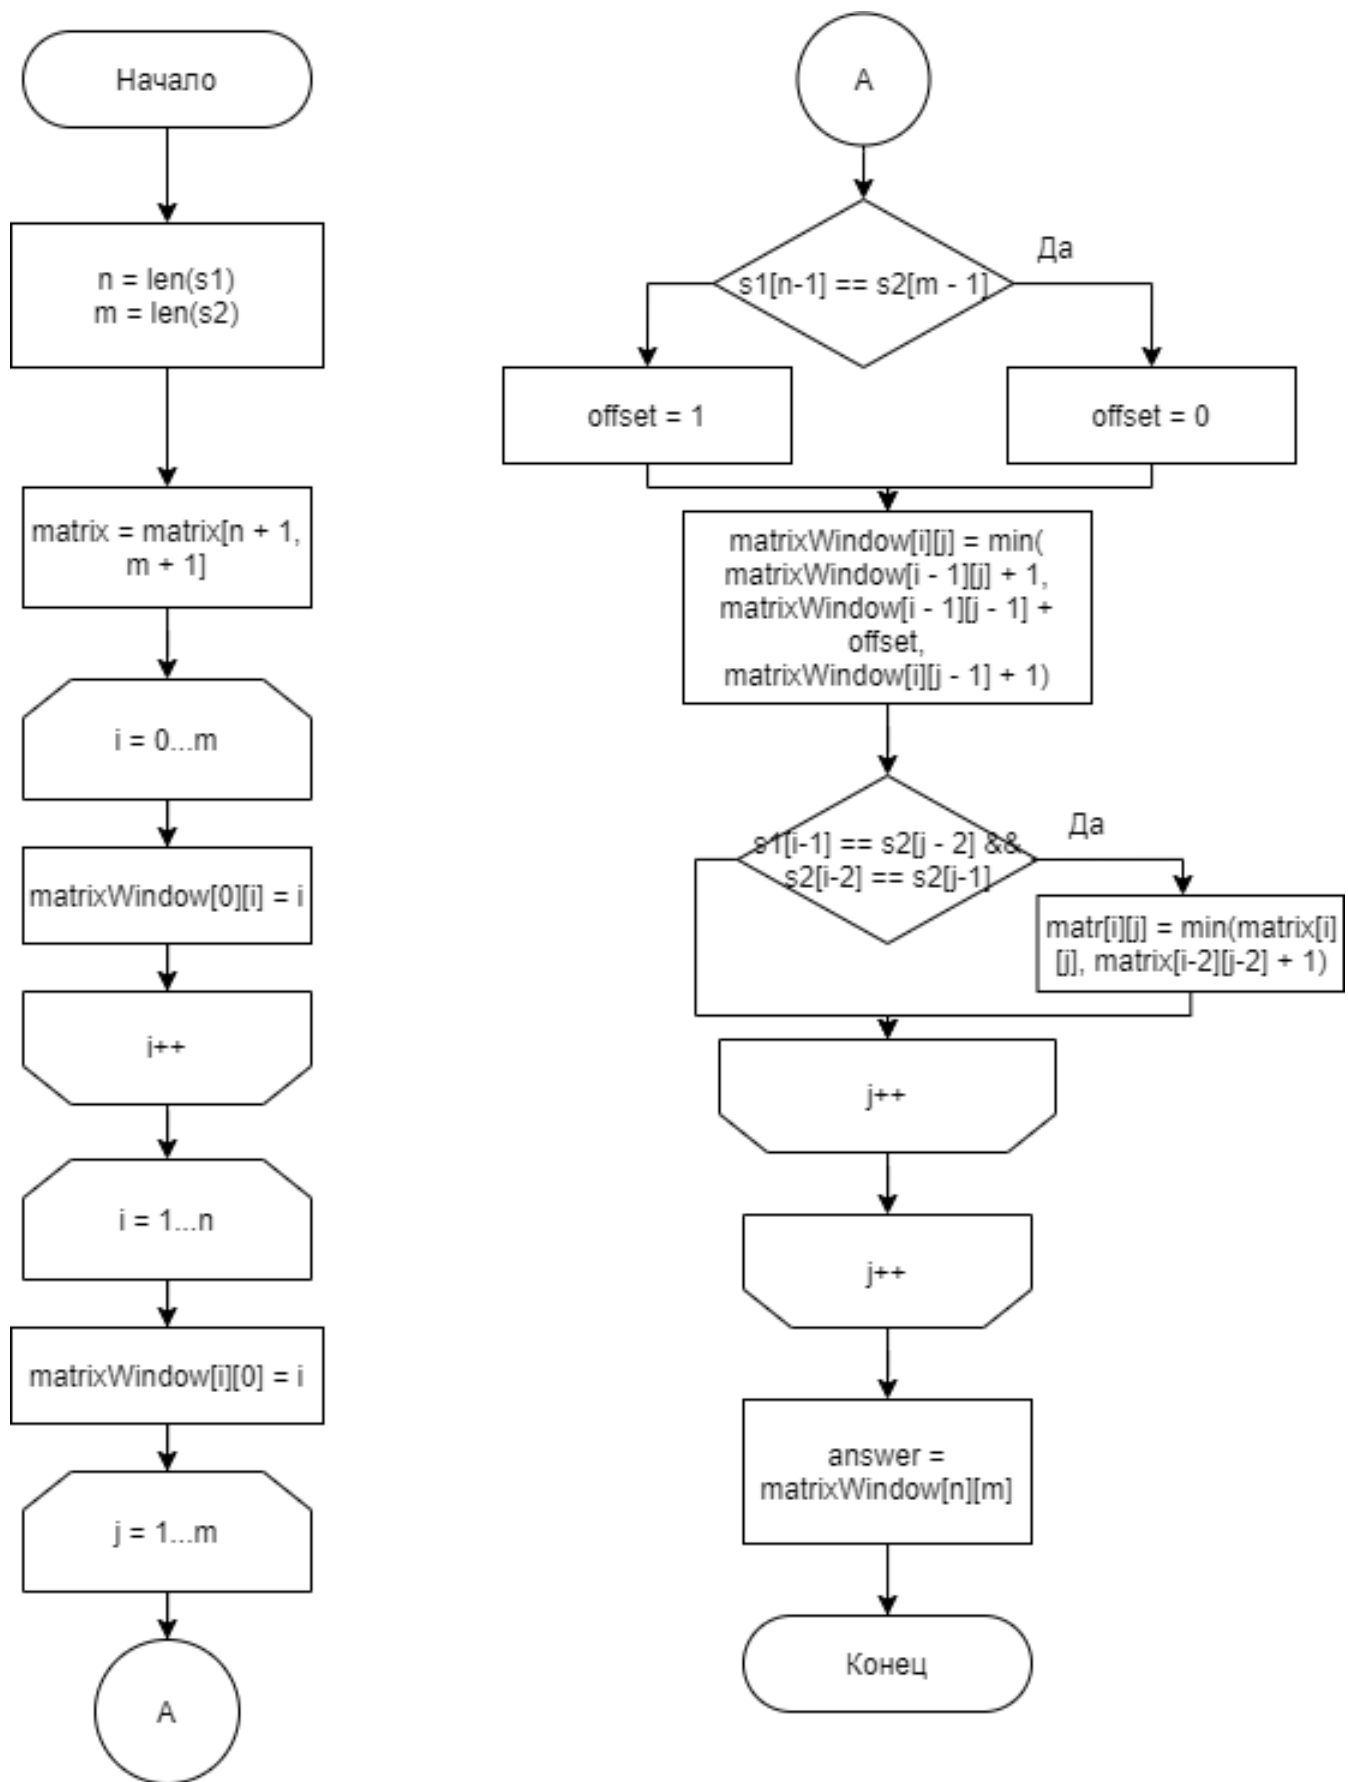 Начало
n = len(s1)
m = len(s2)
matrix = matrix[n + 1,
m + 1]
i = 0...m
matrixWindow[0][i] = i
i++
i = 1...n
matrixWindow[i][0] = i
j = 1...m
A
A
s1[n-1] == s2[m - 1]
Да
offset = 1
offset = 0
matrixWindow[i][j] = min(
matrixWindow[i - 1][j] + 1,
matrixWindow[i - 1][j - 1] +
offset,
matrixWindow[i][j - 1] + 1)
s1[i-1] == s2[j - 2] &&
s2[i-2] == s2[j-1]
Да
matr[i][j] = min(matrix[i]
[j], matrix[i-2][j-2] + 1)
j++
j++
answer =
matrixWindow[n][m]
Конец